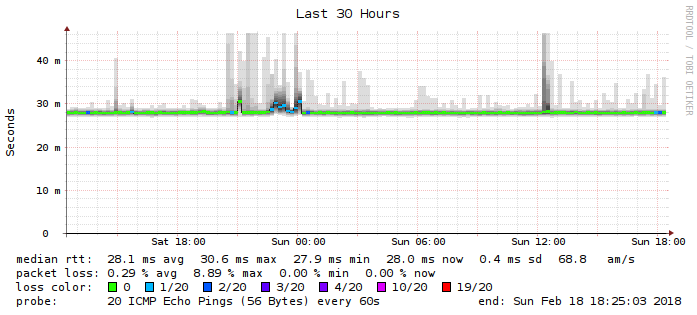 Last 30 Hours
RRDTOOL / TOBI OETIKER
Seconds
40 m
30 m
20 m
10 m
0
Sat 18:00 Sun 00:00 Sun 06:00 Sun 12:00 Sun 18:00
median rtt: 28.1 ms avg 30.6 ms max 27.9 ms min 28.0 ms now 0.4 ms sd 68.8 am/s
packet loss: 0.29 % avg 8.89 % max 0.00 % min 0.00 % now
loss color: 0 1/20 2/20 3/20 4/20 10/20 19/20
probe: 20 ICMP Echo Pings (56 Bytes) every 60s end: Sun Feb 18 18:25:03 2018